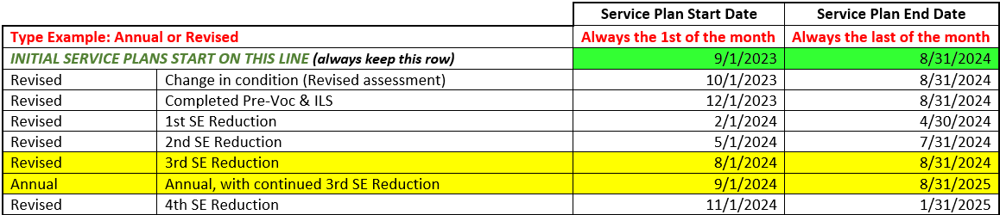 Service Plan Start Date Service Plan End Date
Type Example: Annual or Revised Always the 1st of the month Always the last of the month
INITIAL SERVICE PLANS START ON THIS LINE (always keep this row) 9/1/2023 8/31/2024
Revised Change in condition (Revised assessment) 10/1/2023 8/31/2024
Revised Completed Pre-Voc & ILS 12/1/2023 8/31/2024
Revised 1st SE Reduction 2/1/2024 4/30/2024
Revised 2nd SE Reduction 5/1/2024 7/31/2024
Revised 3rd SE Reduction 8/1/2024 8/31/2024
Annual Annual, with continued 3rd SE Reduction 9/1/2024 8/31/2025
Revised 4th SE Reduction 11/1/2024 1/31/2025